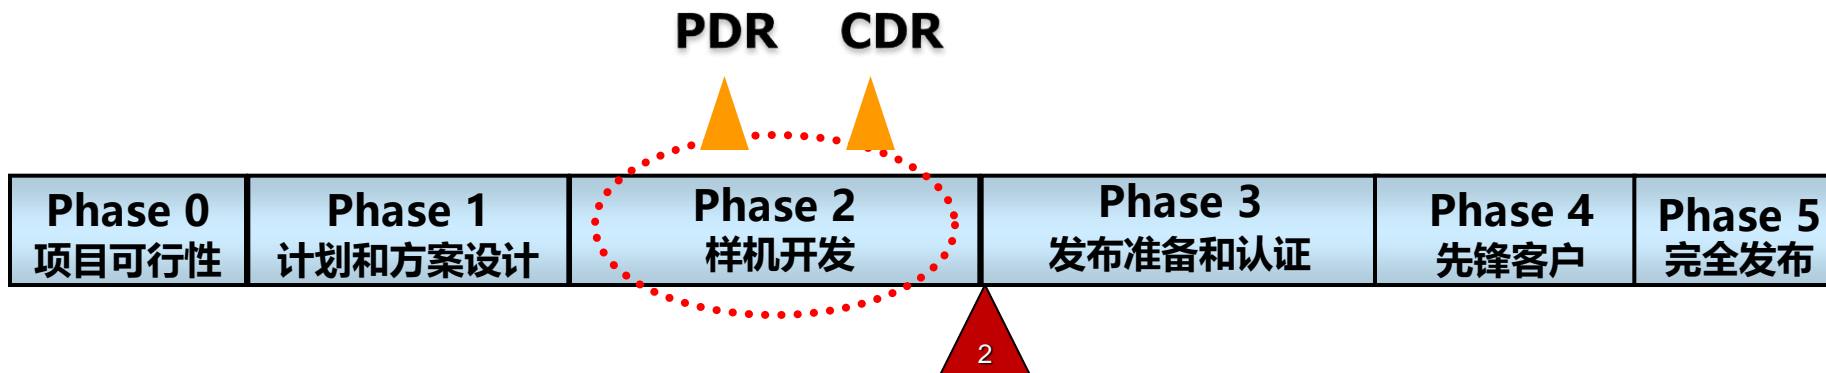 PDR CDR
Phase 0
项目可行性
Phase 1
计划和方案设计
Phase 2
样机开发
Phase 3
发布准备和认证
Phase 4
先锋客户
Phase 5
完全发布
2